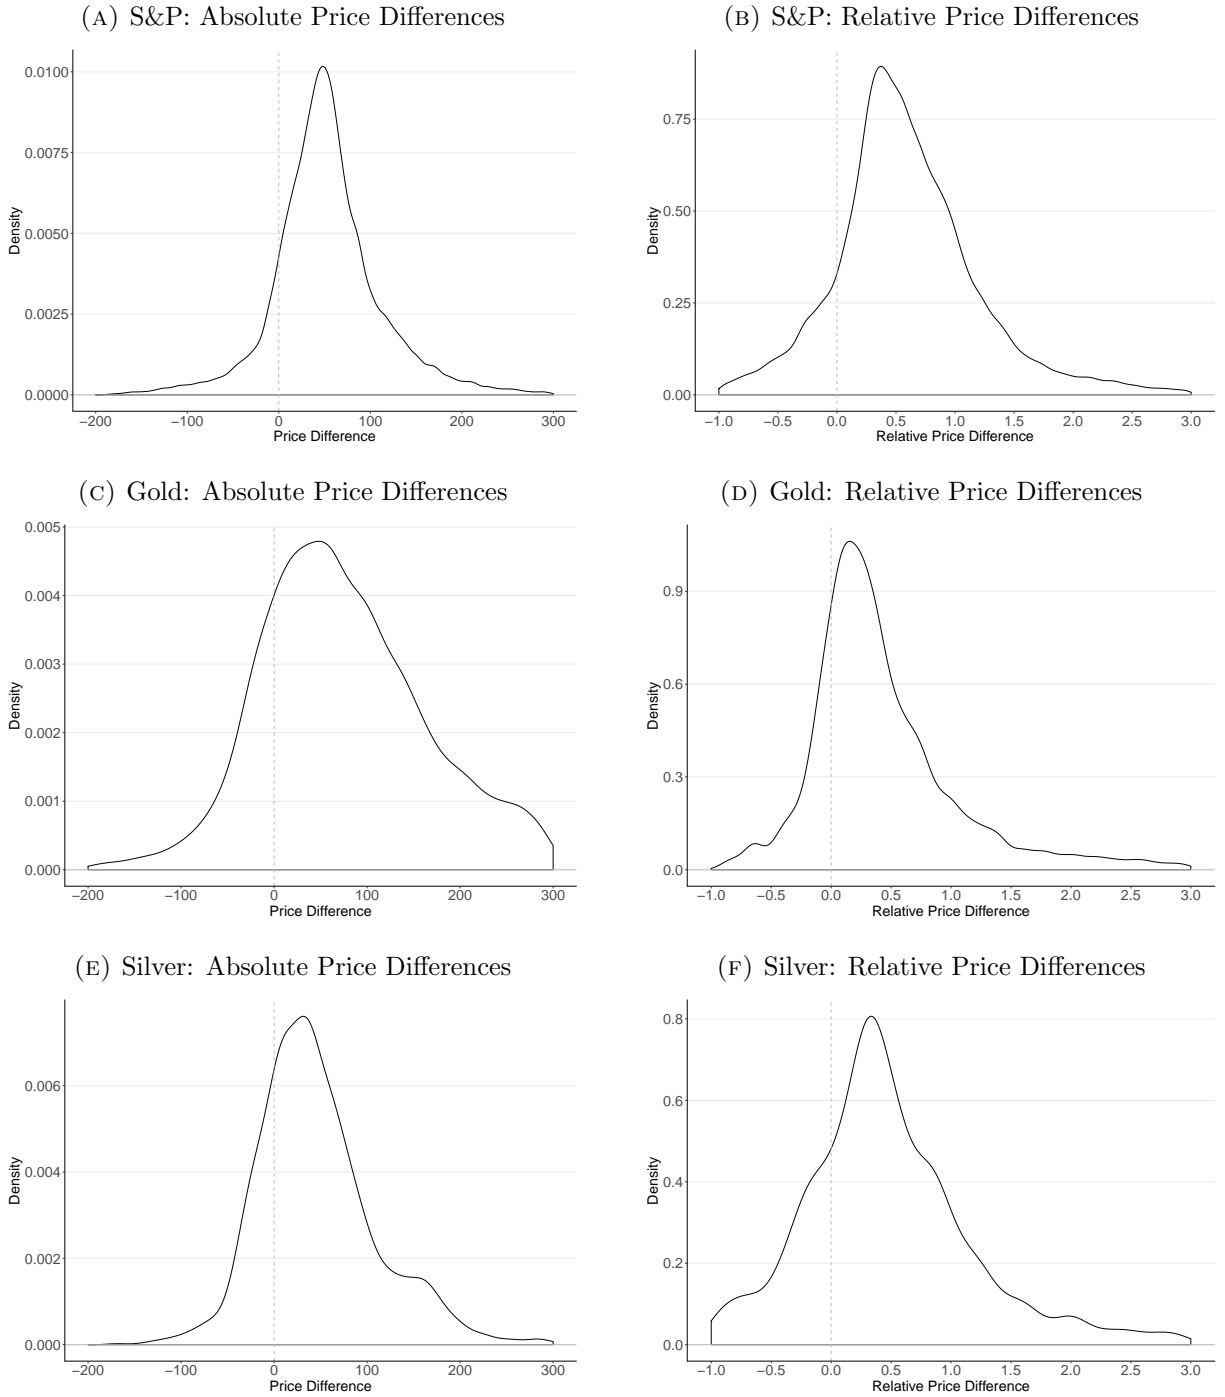 (A) S&P: Absolute Price Differences
0.0100
0.0075
0.0050
0.0025
0.0000
Density
−200 −100 0 100 200 300
Price Difference
(B) S&P: Relative Price Differences
0.75
0.50
0.25
0.00
Density
−1.0 −0.5 0.0 0.5 1.0 1.5 2.0 2.5 3.0
Relative Price Difference
(C) Gold: Absolute Price Differences
0.005
0.004
0.003
0.002
0.001
0.000
Density
−200 −100 0 100 200 300
Price Difference
(D) Gold: Relative Price Differences
0.9
0.6
0.3
0.0
Density
−1.0 −0.5 0.0 0.5 1.0 1.5 2.0 2.5 3.0
Relative Price Difference
(E) Silver: Absolute Price Differences
0.006
0.004
0.002
0.000
Density
−200 −100 0 100 200 300
Price Difference
(F) Silver: Relative Price Differences
0.8
0.6
0.4
0.2
0.0
Density
−1.0 −0.5 0.0 0.5 1.0 1.5 2.0 2.5 3.0
Relative Price Difference